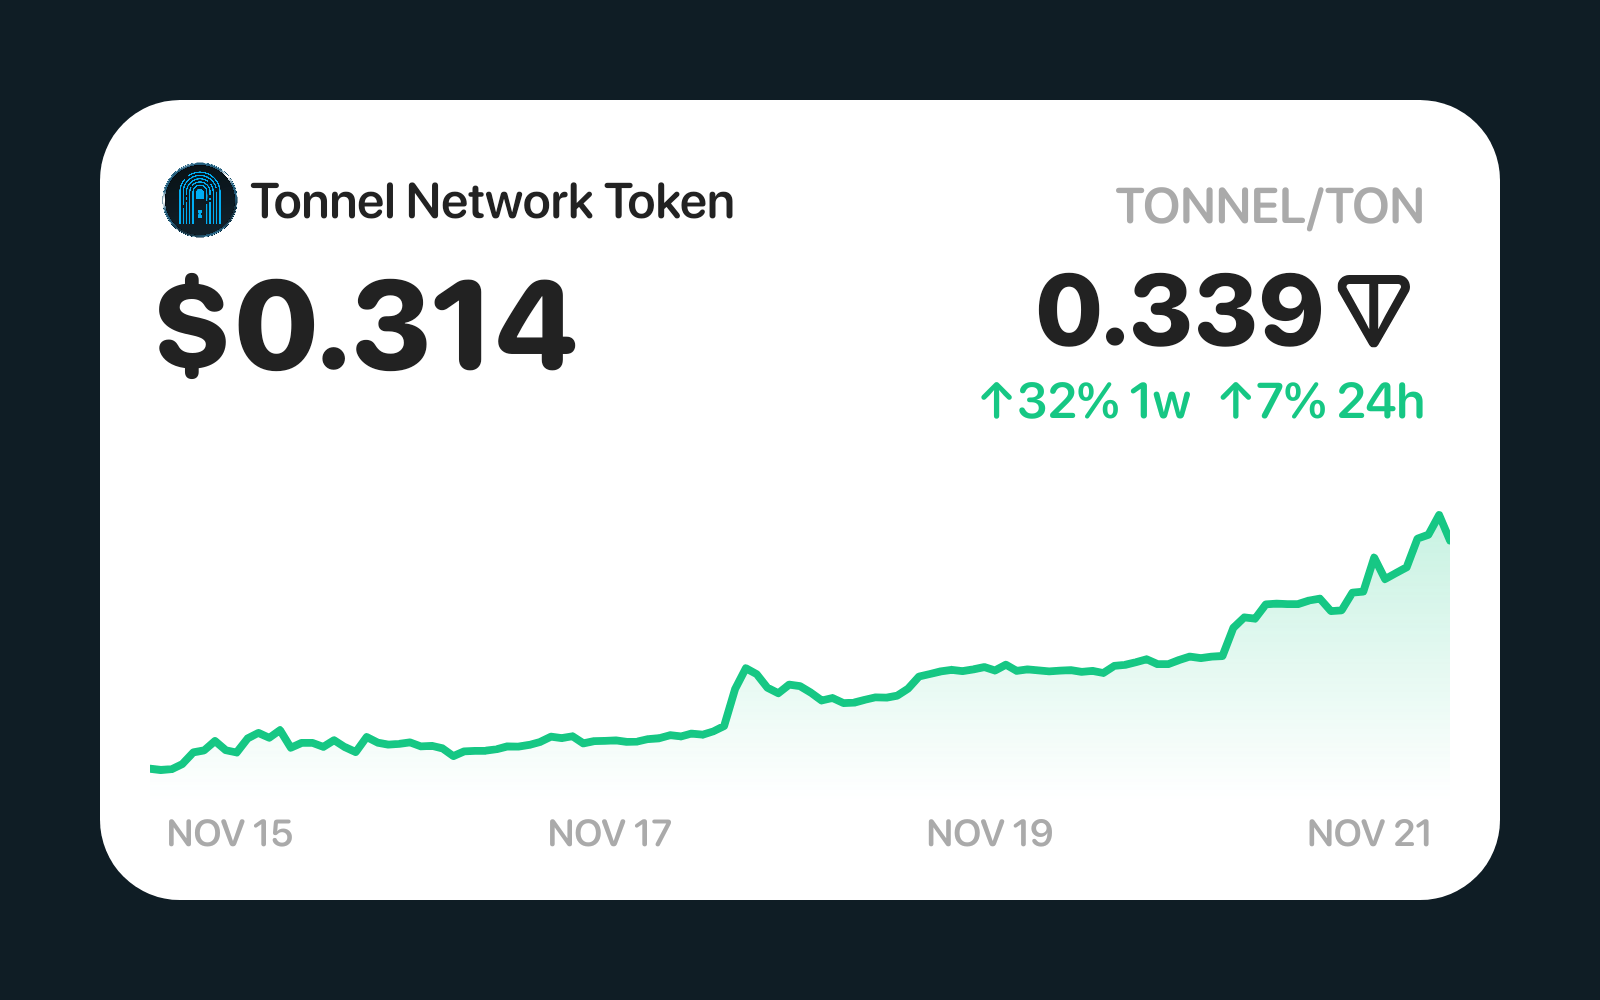 Tonnel Network Token
TONNEL/TON
$0.314
0.339
↑32% 1w ↑7% 24h
NOV 15 NOV 17 NOV 19 NOV 21